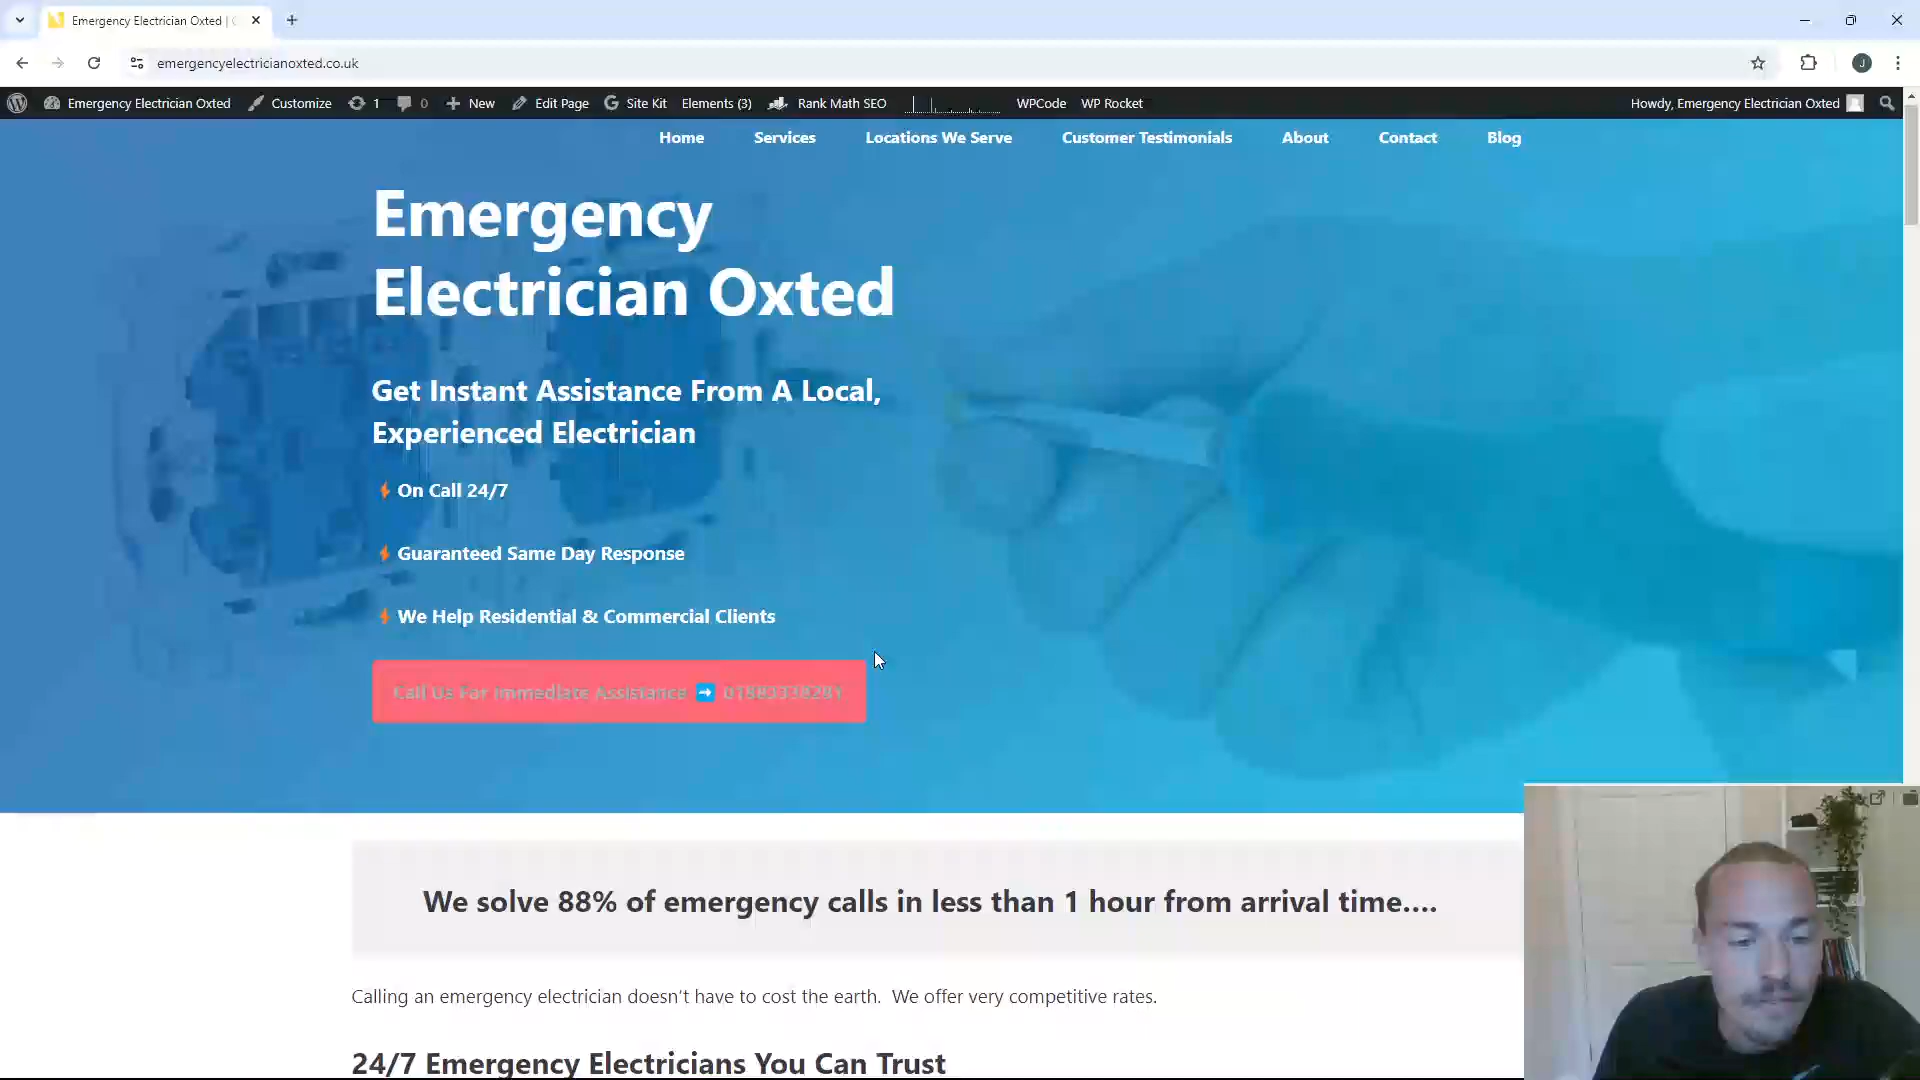 Emergency Electrician Oxted |
emergencyelectricianoxted.co.uk
J
Emergency Electrician Oxted Customize 1 0 New Edit Page Site Kit Elements (3) Rank Math SEO WPCode WP Rocket Howdy, Emergency Electrician Oxted
Home Services Locations We Serve Customer Testimonials About Contact Blog
Emergency
Electrician Oxted
Get Instant Assistance From A Local,
Experienced Electrician
On Call 24/7
Guaranteed Same Day Response
We Help Residential & Commercial Clients
Call Us For Immediate Assistance ➡
We solve 88% of emergency calls in less than 1 hour from arrival time....
Calling an emergency electrician doesn't have to cost the earth. We offer very competitive rates.
24/7 Emergency Electricians You Can Trust